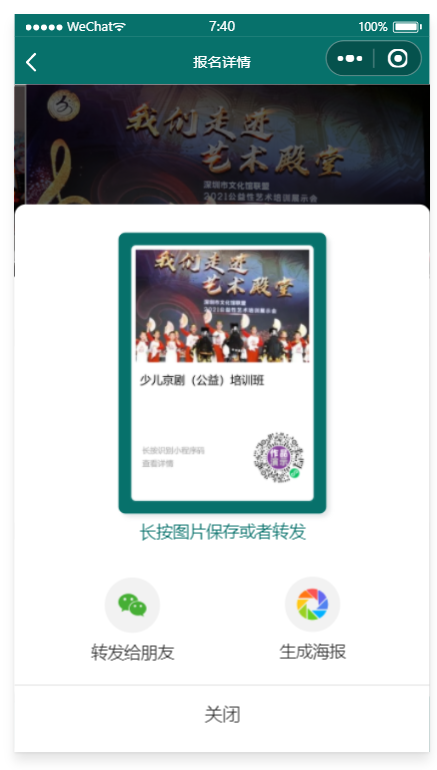 WeChat 7:40 100%
报名详情
我们走进
艺术殿堂
深圳市文化馆联盟
2021公益性艺术培训展示会
我们走进
艺术殿堂
深圳市文化馆联盟
2021公益性艺术培训展示会
少儿京剧（公益）培训班
长按识别小程序码
查看详情
作品
展示
长按图片保存或者转发
转发给朋友
生成海报
关闭